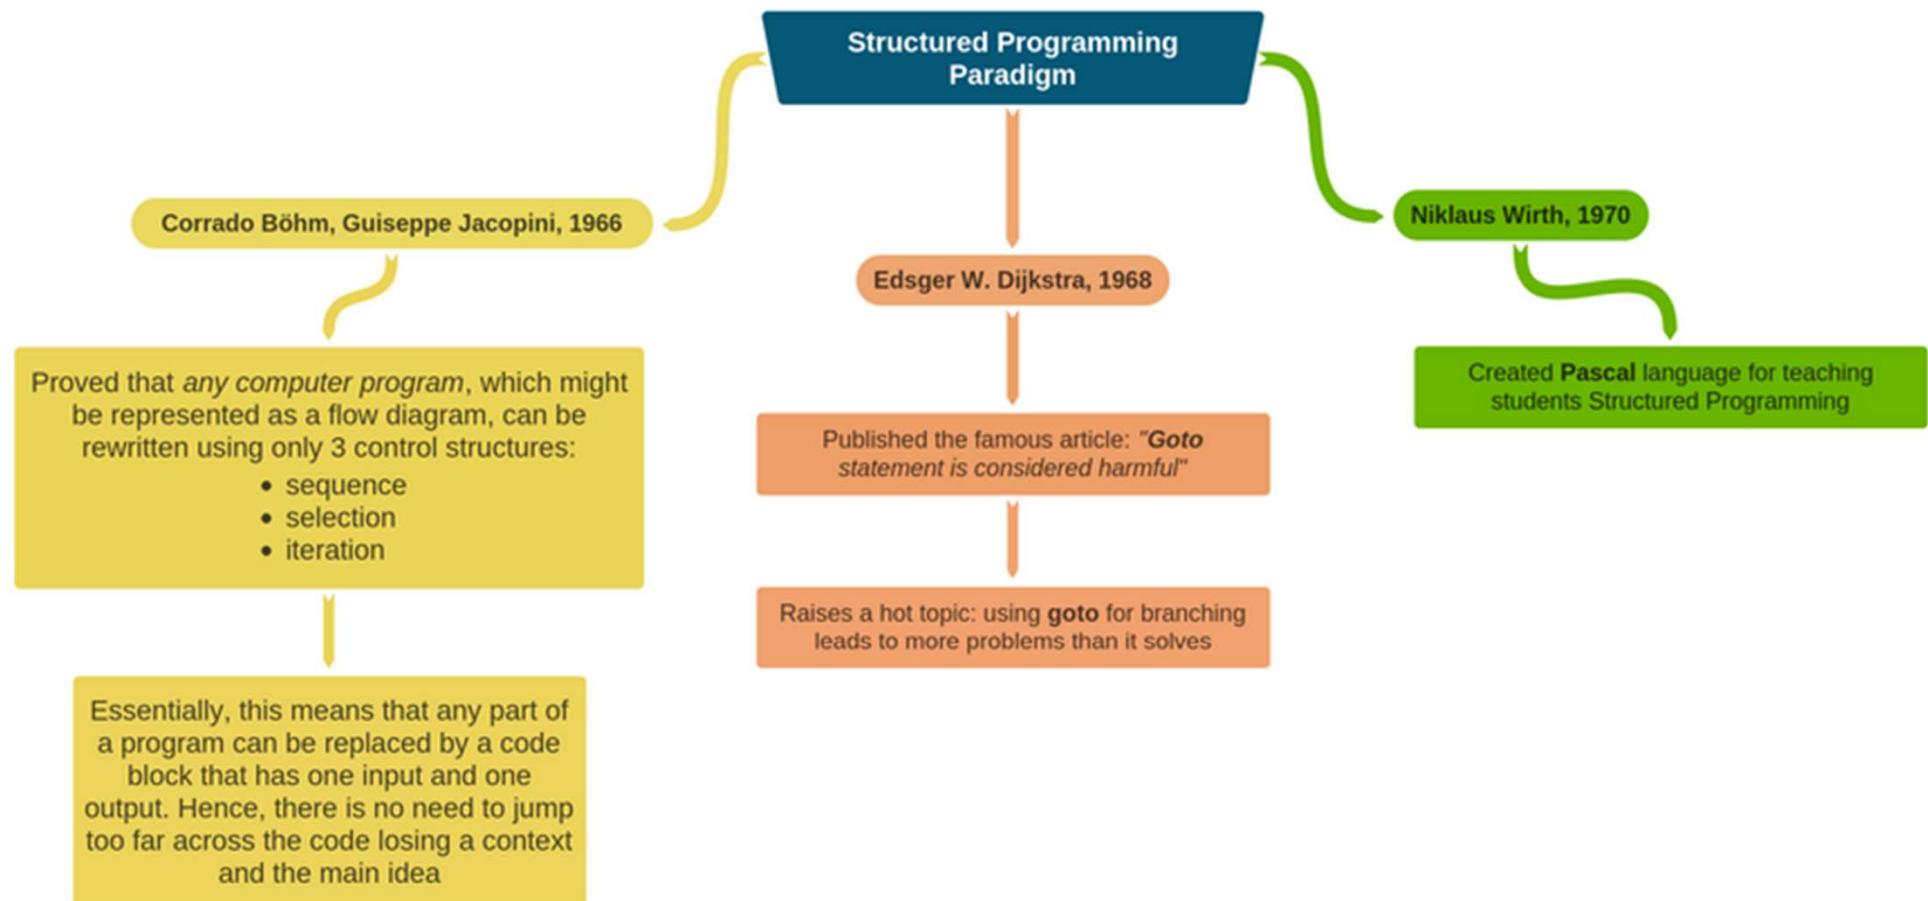 Structured Programming
Paradigm
Corrado Böhm, Guiseppe Jacopini, 1966
Proved that any computer program, which might
be represented as a flow diagram, can be
rewritten using only 3 control structures:
• sequence
• selection
• iteration
Essentially, this means that any part of
a program can be replaced by a code
block that has one input and one
output. Hence, there is no need to jump
too far across the code losing a context
and the main idea
Edsger W. Dijkstra, 1968
Published the famous article: "Goto
statement is considered harmful"
Raises a hot topic: using goto for branching
leads to more problems than it solves
Niklaus Wirth, 1970
Created Pascal language for teaching
students Structured Programming